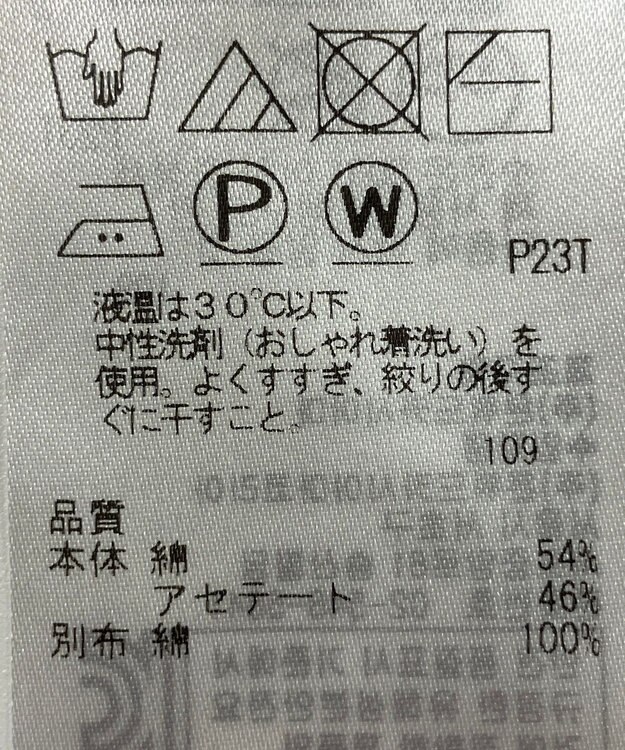 P
W
P23T
液温は30℃以下。
中性洗剤（おしゃれ着洗い）を
使用。よくすすぎ、絞りの後す
ぐに干すこと。
109
品質
本体 綿 54%
アセテート 46%
別布 綿 100%